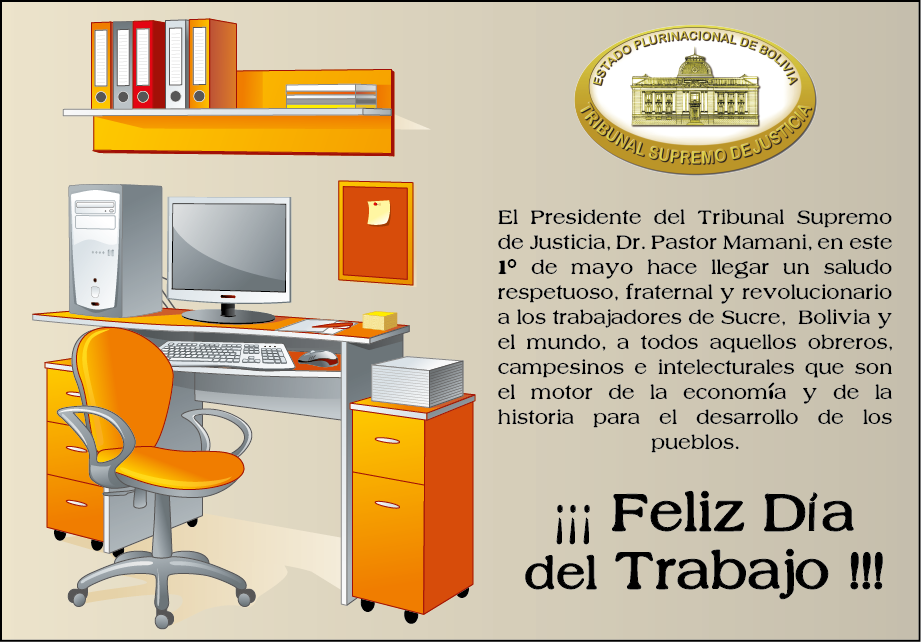 ESTADO PLURINACIONAL DE BOLIVIA
TRIBUNAL SUPREMO DE JUSTICIA
El Presidente del Tribunal Supremo
de Justicia, Dr. Pastor Mamani, en este
1° de mayo hace llegar un saludo
respetuoso, fraternal y revolucionario
a los trabajadores de Sucre, Bolivia y
el mundo, a todos aquellos obreros,
campesinos e intelecturales que son
el motor de la economía y de la
historia para el desarrollo de los
pueblos.
¡¡¡ Feliz Día
del Trabajo !!!